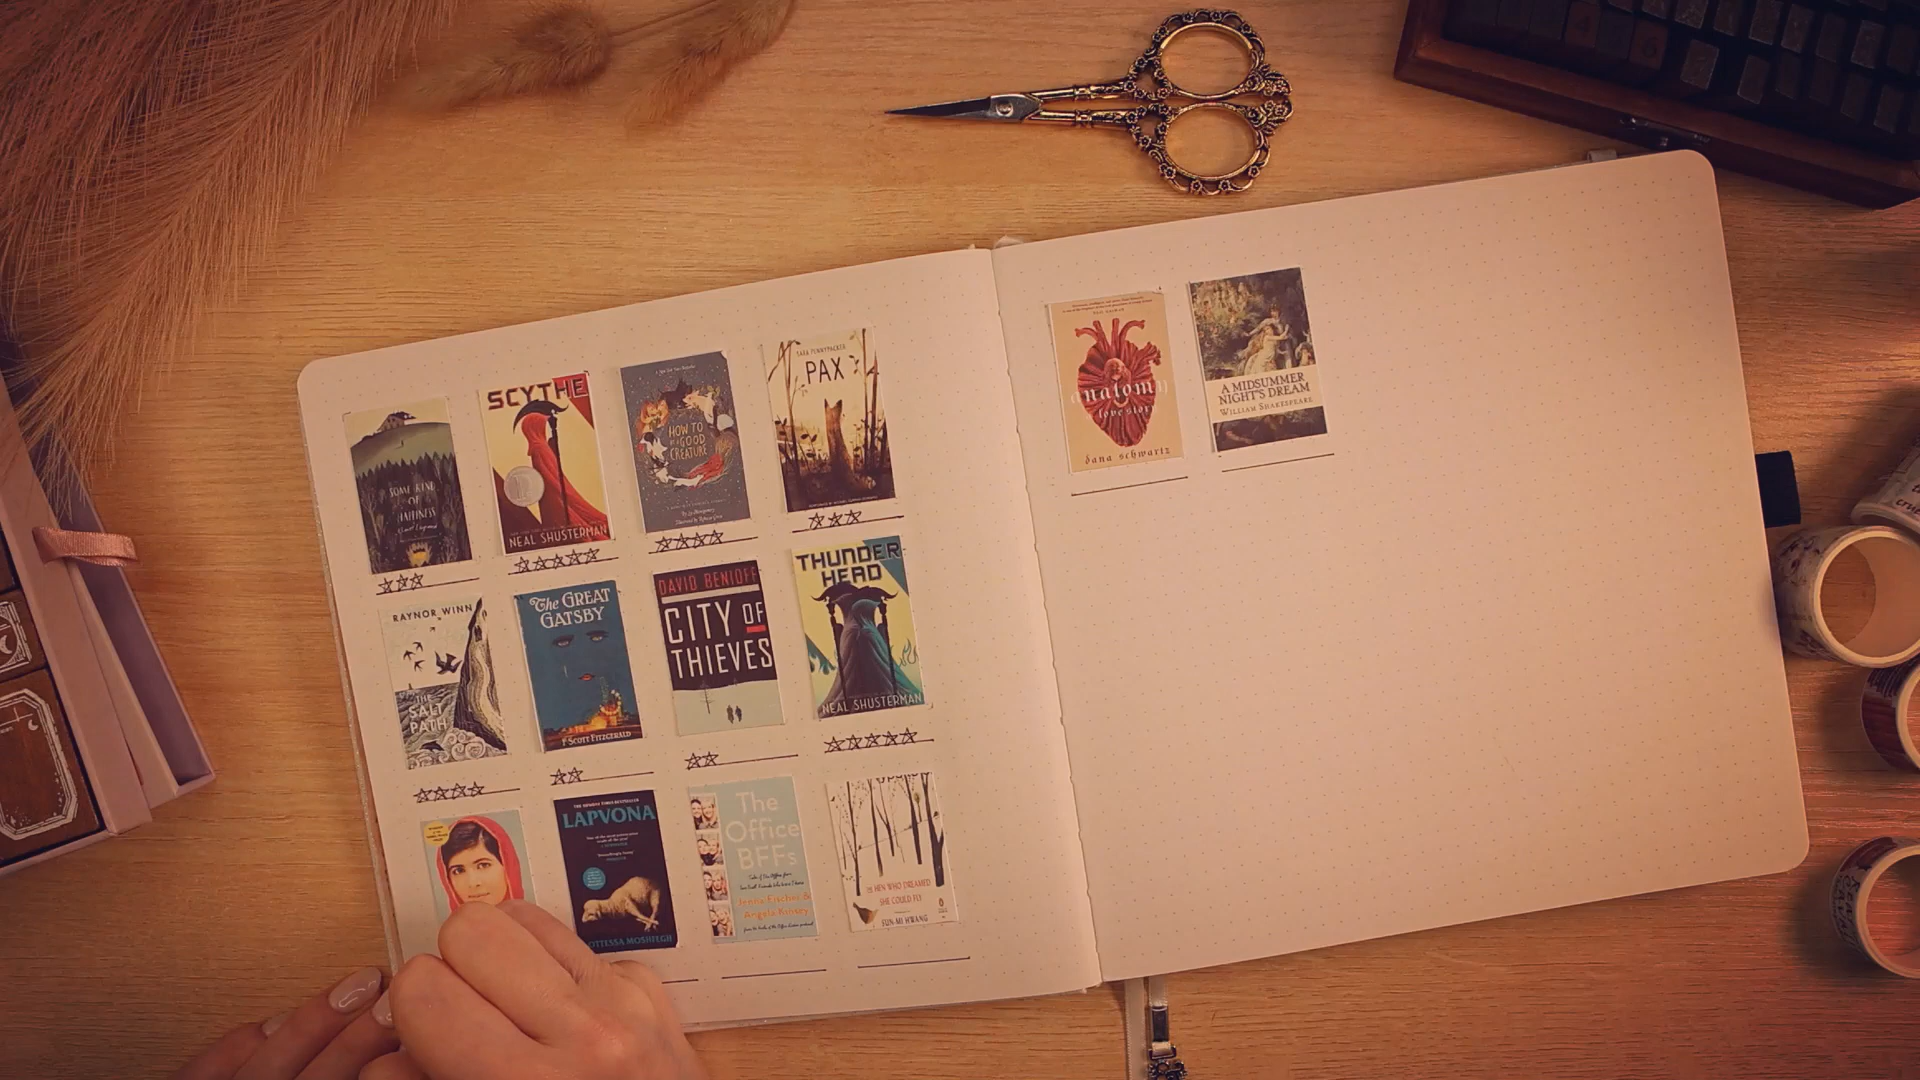 SOME KIND
OF
HAPPINESS
SCYTHE
NEAL SHUSTERMAN
HOW TO
BE A GOOD
CREATURE
SARA PENNYPACKER
PAX
RAYNOR WINN
THE
SALT
PATH
The GREAT
GATSBY
F. SCOTT FITZGERALD
DAVID BENIOFF
CITY OF
THIEVES
THUNDER
HEAD
NEAL SHUSTERMAN
LAPVONA
OTTESSA MOSHFEGH
The
Office
BFFs
Jenna Fischer &
Angela Kinsey
THE HEN WHO DREAMED
SHE COULD FLY
SUN-MI HWANG
anatomy
love story
dana schwartz
A MIDSUMMER
NIGHT'S DREAM
WILLIAM SHAKESPEARE